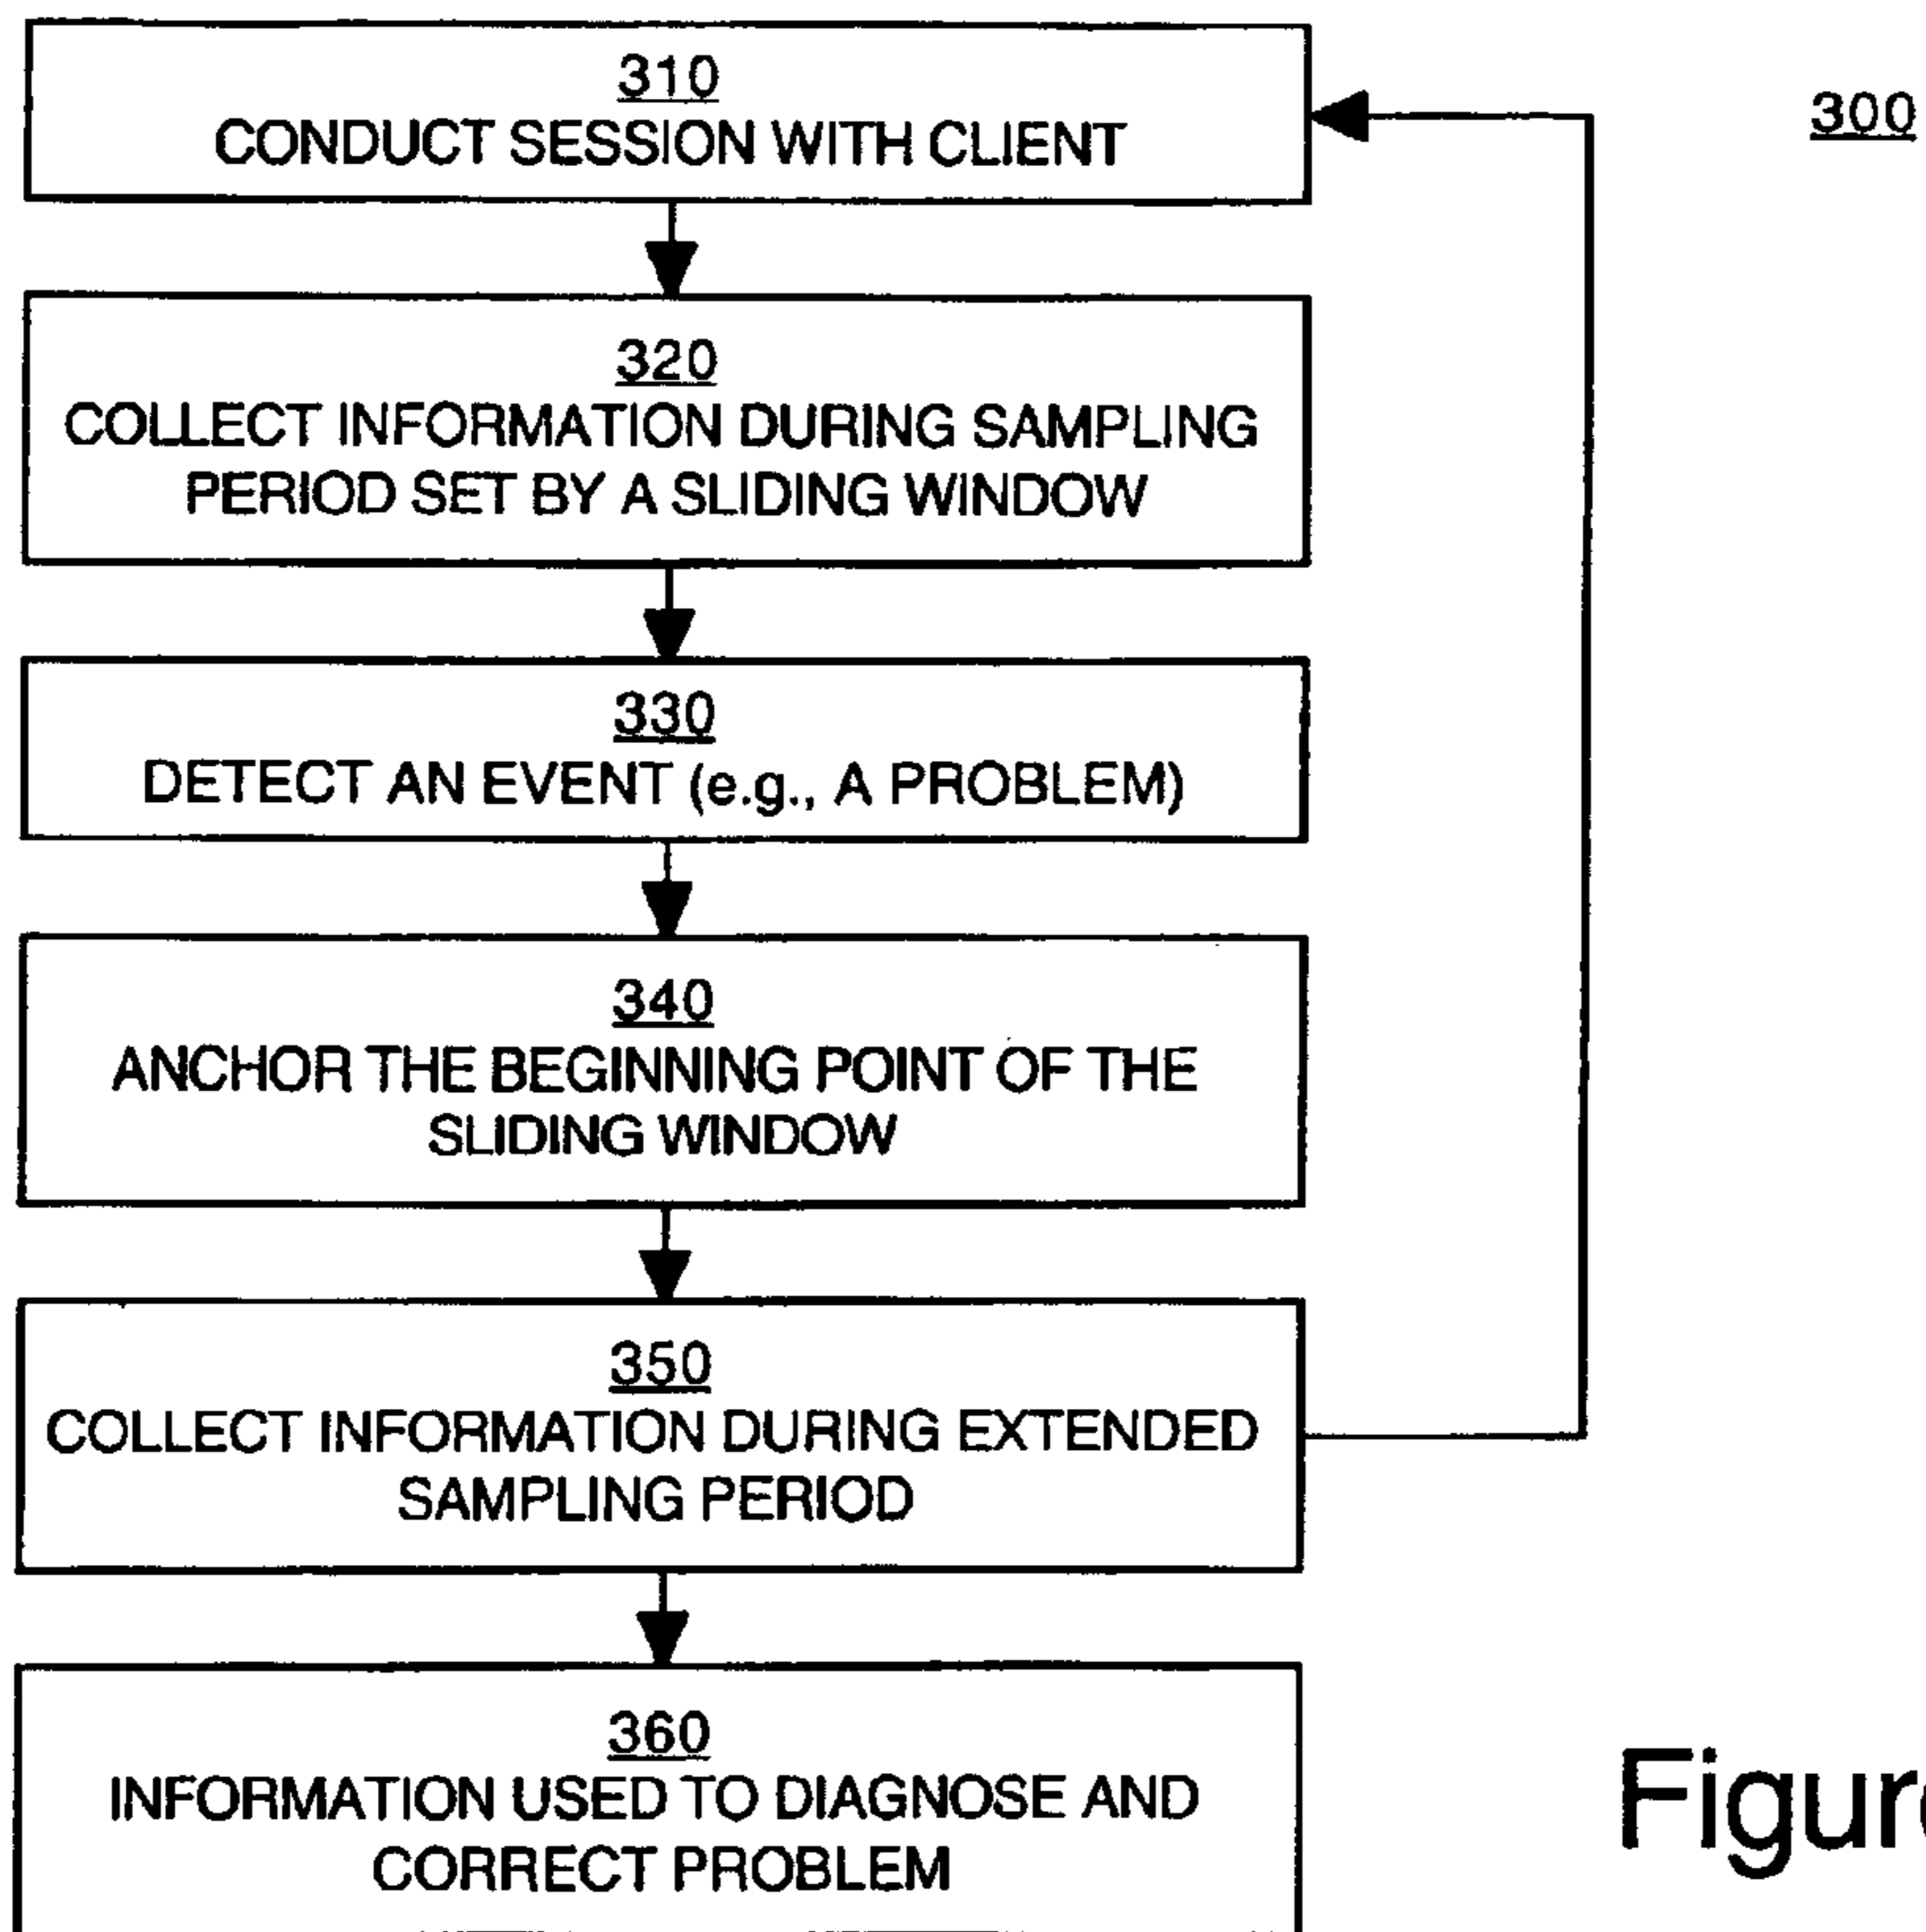 310
CONDUCT SESSION WITH CLIENT
300
320
COLLECT INFORMATION DURING SAMPLING
PERIOD SET BY A SLIDING WINDOW
330
DETECT AN EVENT (e.g., A PROBLEM)
340
ANCHOR THE BEGINNING POINT OF THE
SLIDING WINDOW
350
COLLECT INFORMATION DURING EXTENDED
SAMPLING PERIOD
360
INFORMATION USED TO DIAGNOSE AND
CORRECT PROBLEM